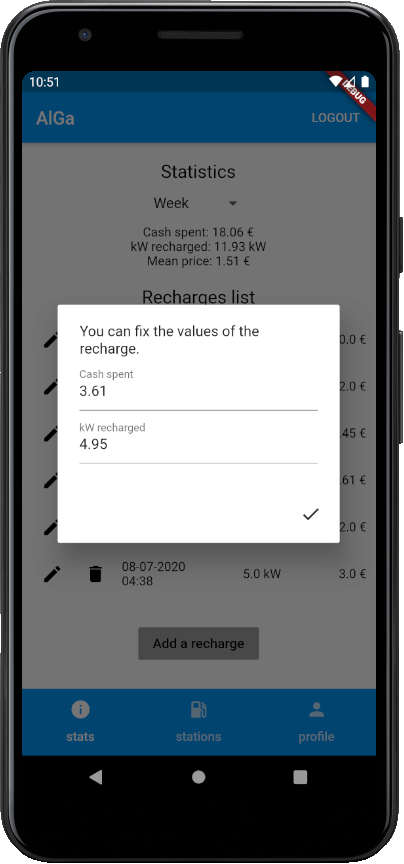 10:51
DEBUG
AlGa
LOGOUT
Statistics
Week
Cash spent: 18.06 €
kW recharged: 11.93 kW
Mean price: 1.51 €
Recharges list
You can fix the values of the
recharge.
Cash spent
3.61
kW recharged
4.95
0.0 €
2.0 €
.45 €
.61 €
2.0 €
08-07-2020
04:38
5.0 kW
3.0 €
Add a recharge
stats
stations
profile